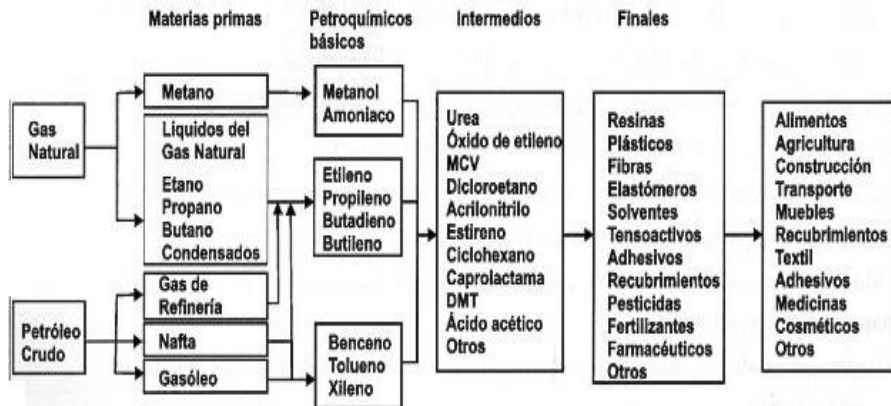 Materias primas
Petroquímicos
básicos
Intermedios
Finales
Gas
Natural
Petróleo
Crudo
Metano
Líquidos del
Gas Natural
Etano
Propano
Butano
Condensados
Gas de
Refinería
Nafta
Gasóleo
Metanol
Amoniaco
Etileno
Propileno
Butadieno
Butileno
Benceno
Tolueno
Xileno
Urea
Óxido de etileno
MCV
Dicloroetano
Acrilonitrilo
Estireno
Ciclohexano
Caprolactama
DMT
Ácido acético
Otros
Resinas
Plásticos
Fibras
Elastómeros
Solventes
Tensoactivos
Adhesivos
Recubrimientos
Pesticidas
Fertilizantes
Farmacéuticos
Otros
Alimentos
Agricultura
Construcción
Transporte
Muebles
Recubrimientos
Textil
Adhesivos
Medicinas
Cosméticos
Otros